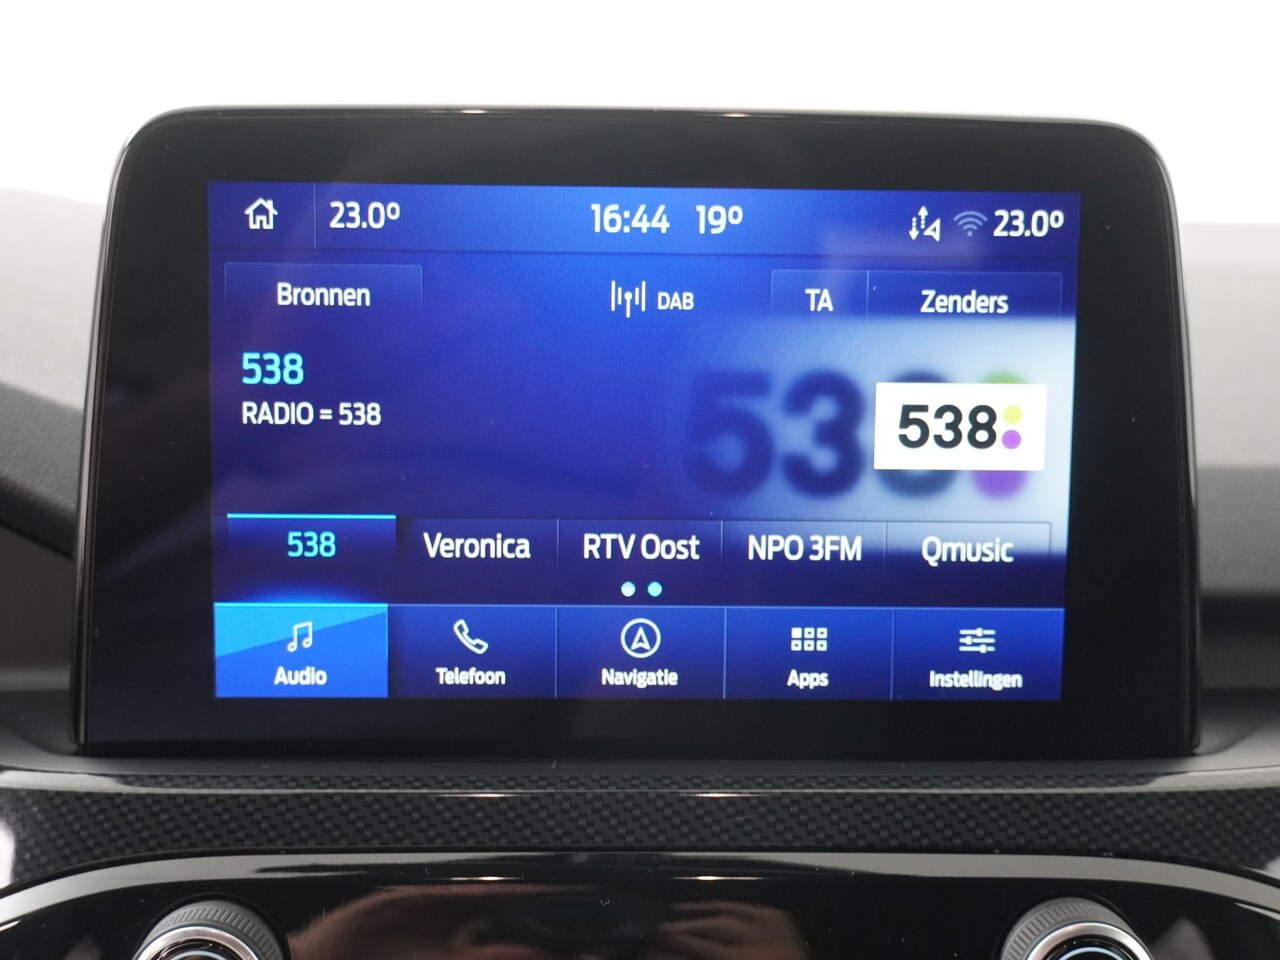 23.0°
16:44 19°
23.0°
Bronnen
DAB
TA
Zenders
538
RADIO = 538
538
538
538
Veronica
RTV Oost
NPO 3FM
Qmusic
Audio
Telefoon
Navigatie
Apps
Instellingen